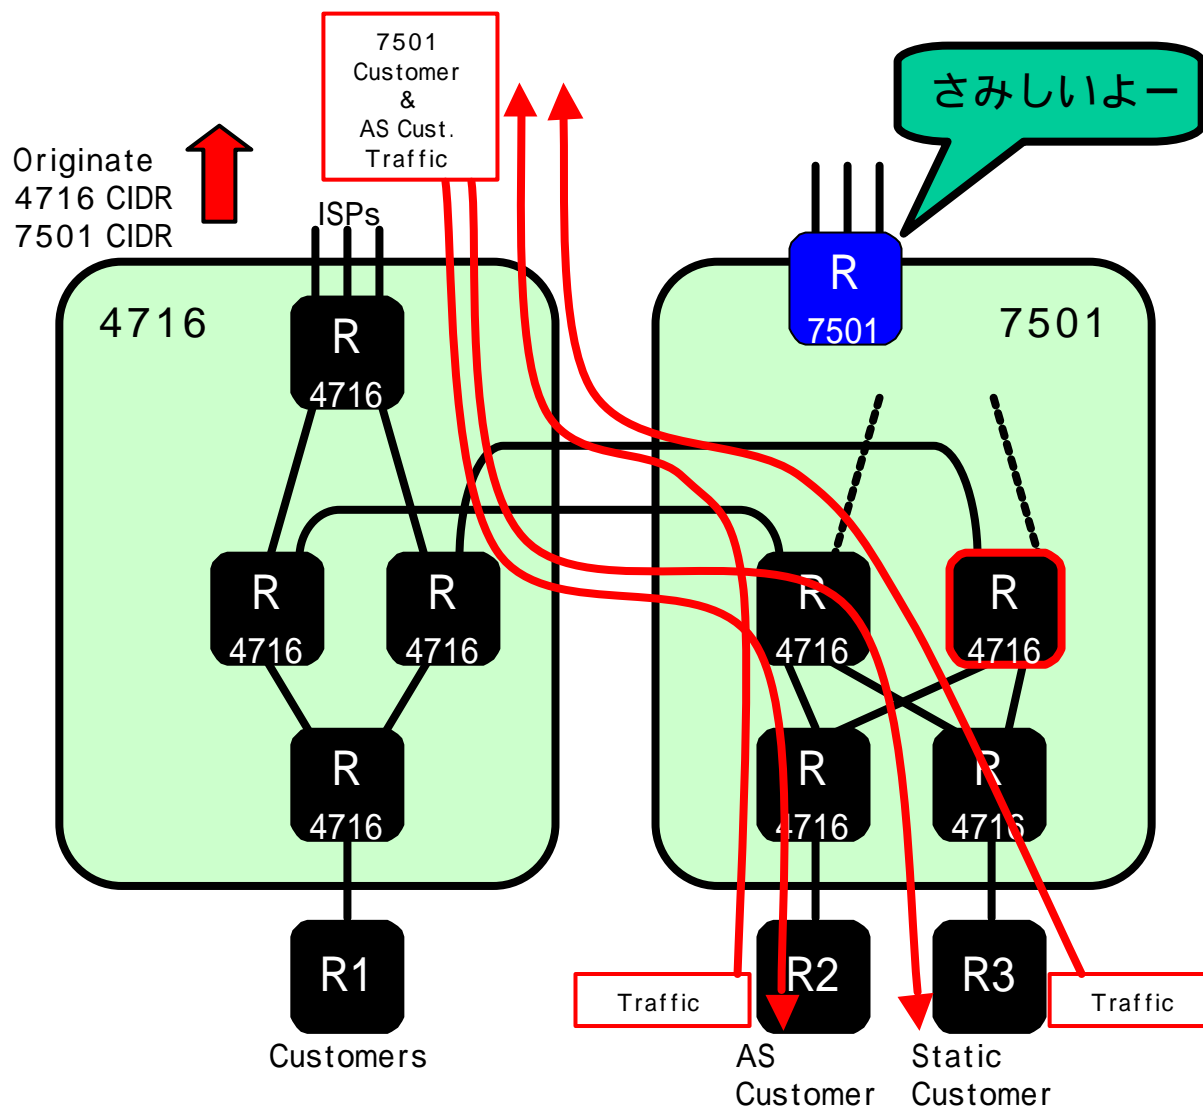 7501
Customer
&
AS Cust.
Traffic
さみしいよー
Originate
4716 CIDR
7501 CIDR
ISPs
R
7501
4716
7501
R
4716
R
4716
R
4716
R
4716
R
4716
R
4716
R
4716
R
4716
R1
R2
R3
Traffic
Traffic
Customers
AS
Customer
Static
Customer